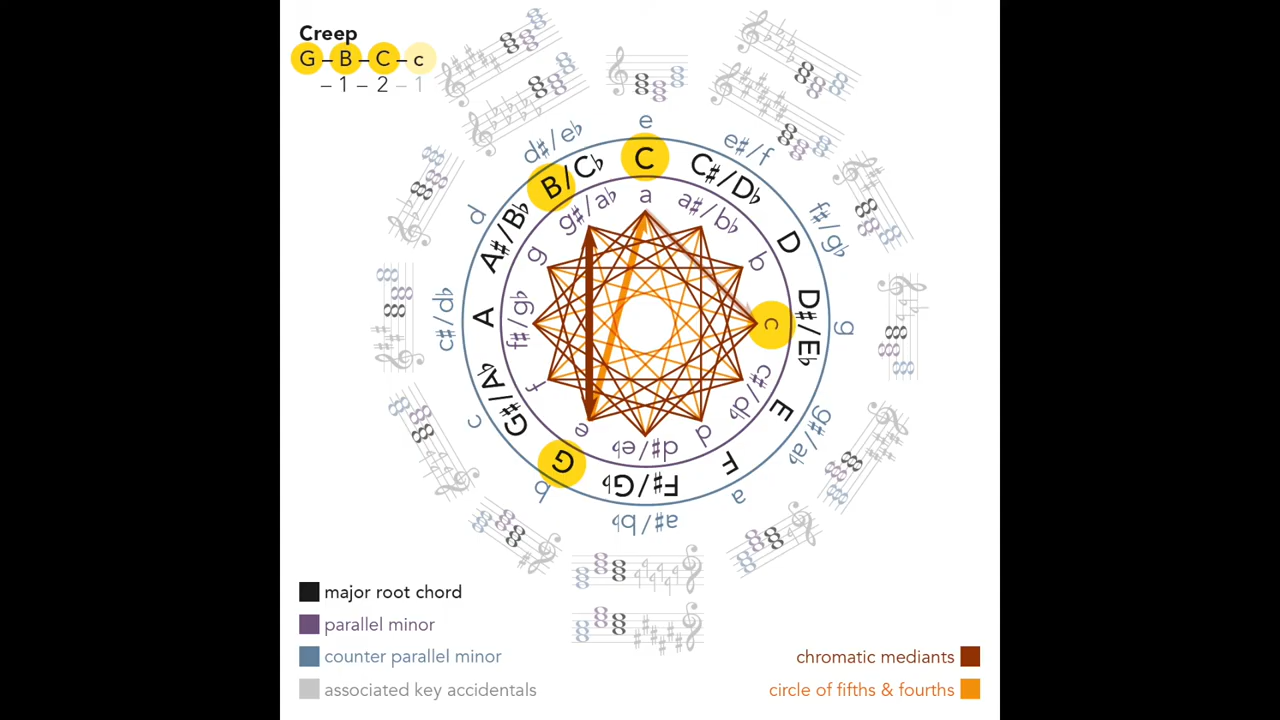 Creep
G – B – C – c
– 1 – 2 – 1
e
e♯/f
f♯/g♭
g
g♯/a♭
a
a♯/b♭
b
c
c♯/d♭
d
d♯/e♭
C
C♯/D♭
D
D♯/E♭
E
F
F♯/G♭
G
G♯/A♭
A
A♯/B♭
B/C♭
a
a♯/b♭
b
c
c♯/d♭
d
d♯/e♭
e
f
f♯/g♭
g
g♯/a♭
major root chord
parallel minor
counter parallel minor
associated key accidentals
chromatic mediants
circle of fifths & fourths